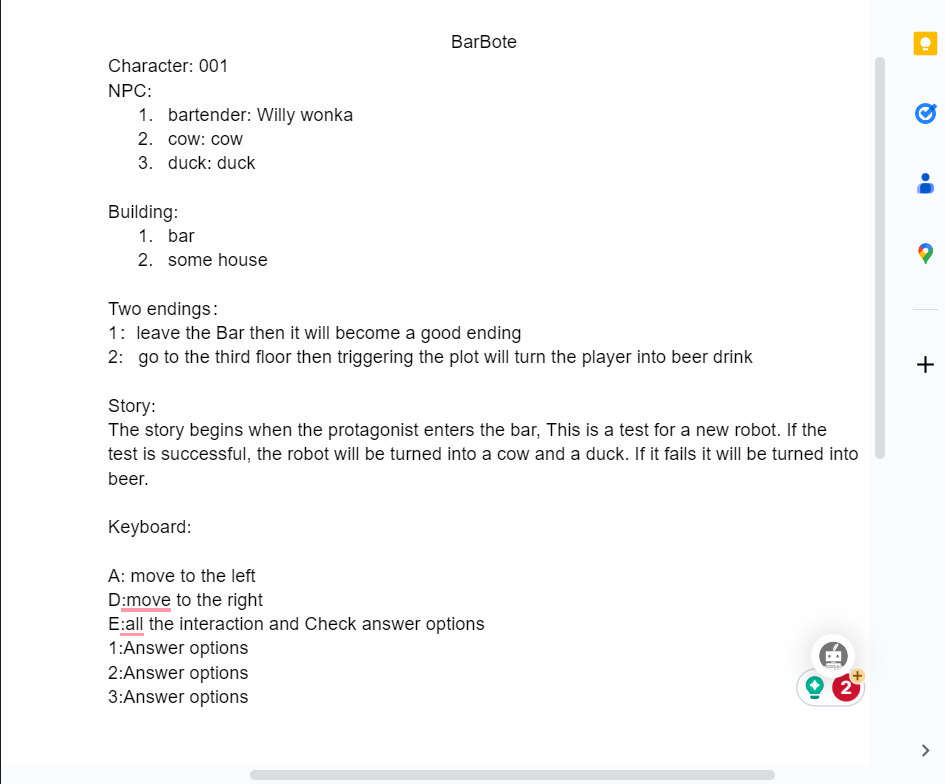 BarBote
Character: 001
NPC:
1. bartender: Willy wonka
2. cow: cow
3. duck: duck
Building:
1. bar
2. some house
Two endings：
1： leave the Bar then it will become a good ending
2: go to the third floor then triggering the plot will turn the player into beer drink
Story:
The story begins when the protagonist enters the bar, This is a test for a new robot. If the
test is successful, the robot will be turned into a cow and a duck. If it fails it will be turned into
beer.
Keyboard:
A: move to the left
D:move to the right
E:all the interaction and Check answer options
1:Answer options
2:Answer options
3:Answer options
2